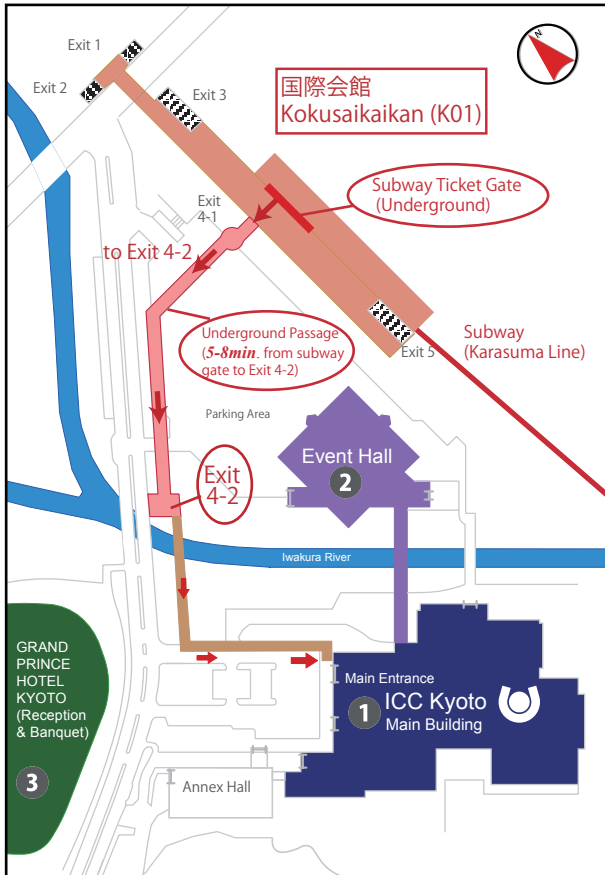 Exit 1
N
Exit 2
Exit 3
国際会館
Kokusaikaikan (K01)
Subway Ticket Gate
(Underground)
Exit
4-1
to Exit 4-2
Underground Passage
(5-8min. from subway
gate to Exit 4-2)
Subway
(Karasuma Line)
Exit 5
Parking Area
Event Hall
2
Exit
4-2
Iwakura River
GRAND
PRINCE
HOTEL
KYOTO
(Reception
& Banquet)
3
Main Entrance
1
ICC Kyoto
Main Building
Annex Hall